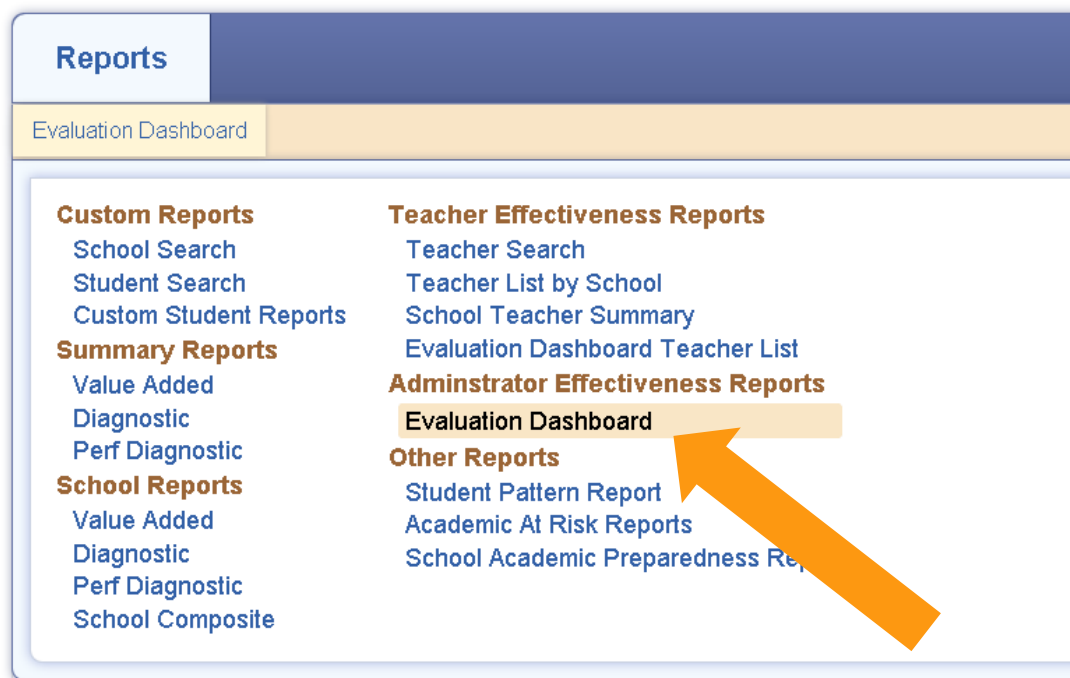 Reports
Evaluation Dashboard
Custom Reports
School Search
Student Search
Custom Student Reports
Summary Reports
Value Added
Diagnostic
Perf Diagnostic
School Reports
Value Added
Diagnostic
Perf Diagnostic
School Composite
Teacher Effectiveness Reports
Teacher Search
Teacher List by School
School Teacher Summary
Evaluation Dashboard Teacher List
Adminstrator Effectiveness Reports
Evaluation Dashboard
Other Reports
Student Pattern Report
Academic At Risk Reports
School Academic Preparedness